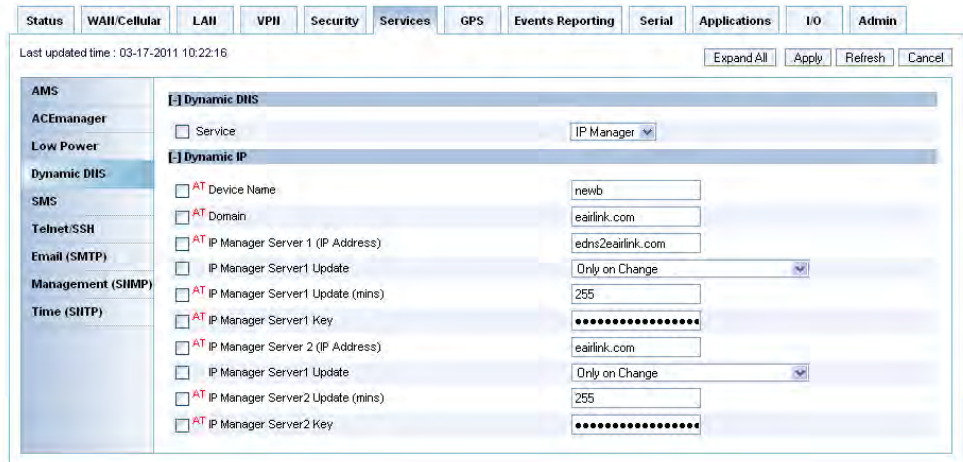 Status WAN/Cellular LAN VPN Security Services GPS Events Reporting Serial Applications I/O Admin
Last updated time : 03-17-2011 10:22:16
Expand All Apply Refresh Cancel
AMS
ACEmanager
Low Power
Dynamic DNS
SMS
Telnet/SSH
Email (SMTP)
Management (SNMP)
Time (SNTP)
[-] Dynamic DNS
Service IP Manager
[-] Dynamic IP
AT Device Name newb
AT Domain eairlink.com
AT IP Manager Server 1 (IP Address) edns2eairlink.com
IP Manager Server1 Update Only on Change
AT IP Manager Server1 Update (mins) 255
AT IP Manager Server1 Key ●●●●●●●●●●●●●●●●●
AT IP Manager Server 2 (IP Address) eairlink.com
IP Manager Server1 Update Only on Change
AT IP Manager Server2 Update (mins) 255
AT IP Manager Server2 Key ●●●●●●●●●●●●●●●●●